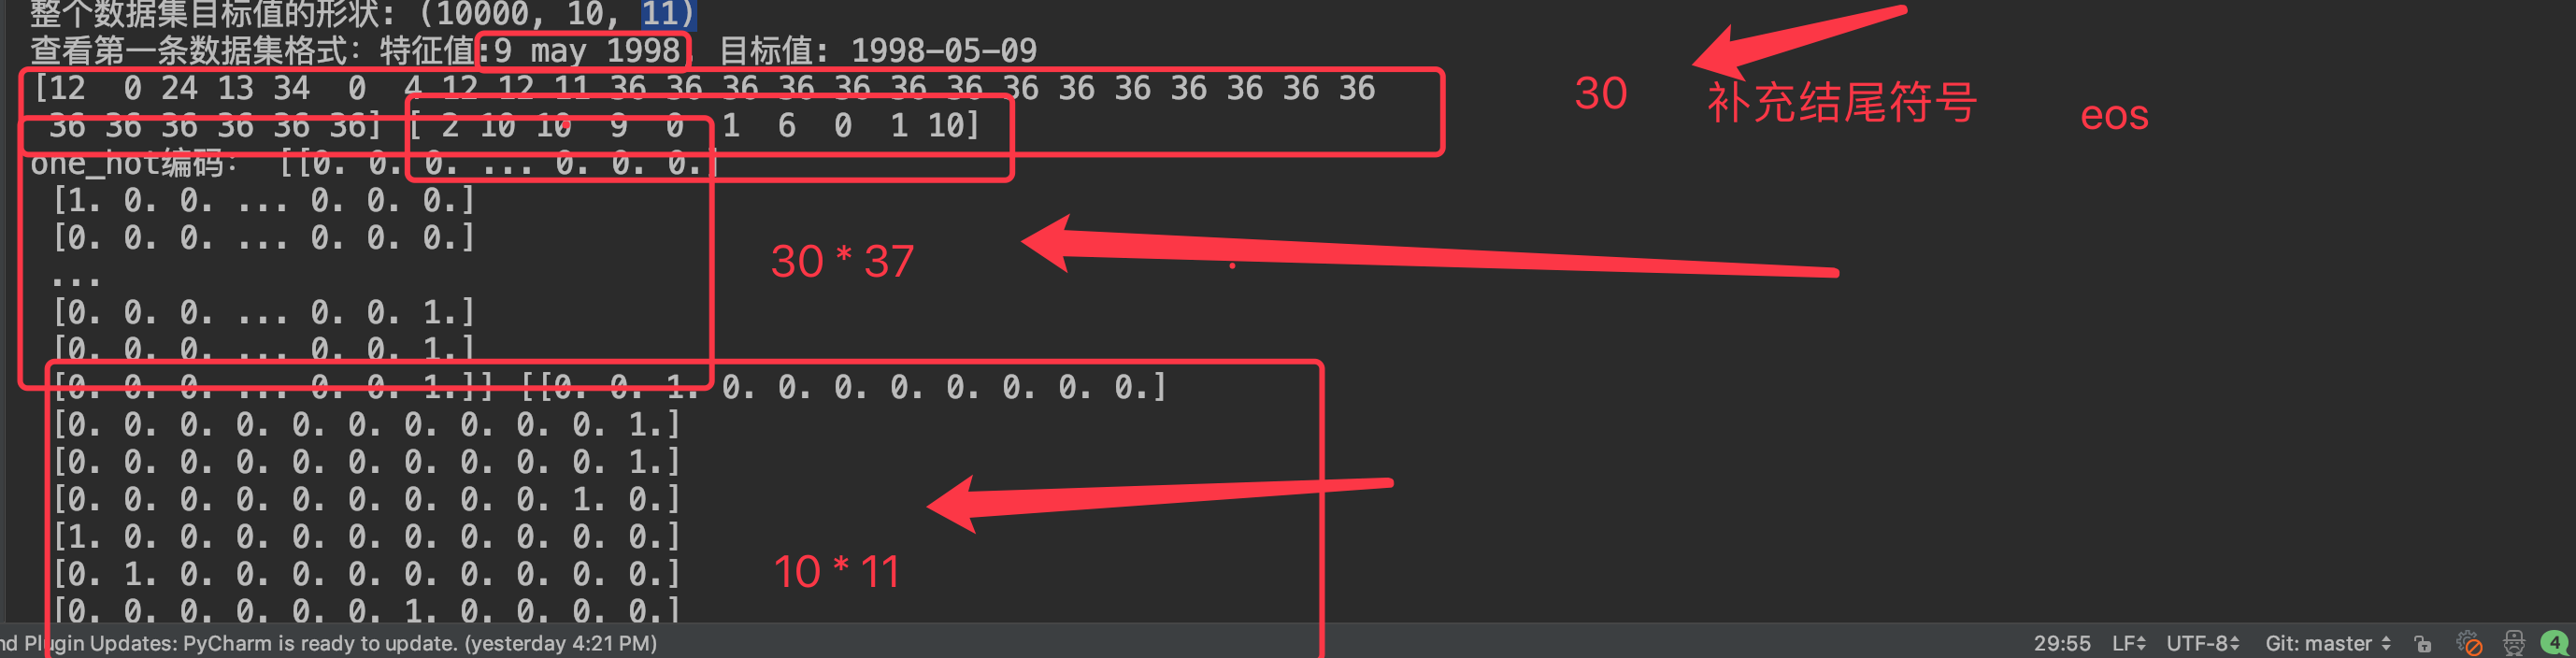 整个数据集目标值的形状: (10000, 10, 11)
查看第一条数据集格式: 特征值:9 may 1998, 目标值: 1998-05-09
[12 0 24 13 34 0 4 12 12 11 36 36 36 36 36 36 36 36 36 36 36 36 36 36
36 36 36 36 36 36] [ 2 10 10 9 0 1 6 0 1 10]
30
补充结尾符号
eos
one_hot编码: [[0. 0. 0. ... 0. 0. 0.]
[1. 0. 0. ... 0. 0. 0.]
[0. 0. 0. ... 0. 0. 0.]
...
[0. 0. 0. ... 0. 0. 1.]
[0. 0. 0. ... 0. 0. 1.]
30 * 37
[0. 0. 0. ... 0. 0. 1.]] [[0. 0. 1. 0. 0. 0. 0. 0. 0. 0. 0.]
[0. 0. 0. 0. 0. 0. 0. 0. 0. 0. 1.]
[0. 0. 0. 0. 0. 0. 0. 0. 0. 0. 1.]
[0. 0. 0. 0. 0. 0. 0. 0. 0. 1. 0.]
[1. 0. 0. 0. 0. 0. 0. 0. 0. 0. 0.]
[0. 1. 0. 0. 0. 0. 0. 0. 0. 0. 0.]
[0. 0. 0. 0. 0. 0. 1. 0. 0. 0. 0.]
10 * 11
nd Plugin Updates: PyCharm is ready to update. (yesterday 4:21 PM)
29:55 LF UTF-8 Git: master 4